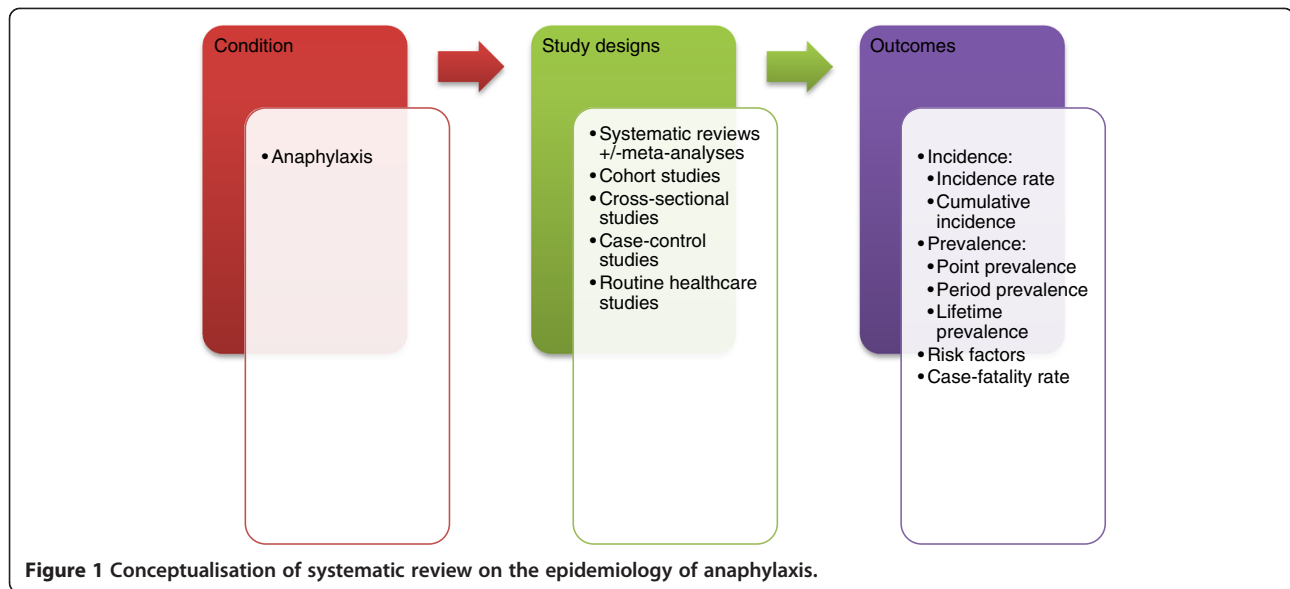 Condition
• Anaphylaxis
Study designs
• Systematic reviews
+/-meta-analyses
• Cohort studies
• Cross-sectional
studies
• Case-control
studies
• Routine healthcare
studies
Outcomes
• Incidence:
• Incidence rate
• Cumulative
incidence
• Prevalence:
• Point prevalence
• Period prevalence
• Lifetime
prevalence
• Risk factors
• Case-fatality rate
Figure 1 Conceptualisation of systematic review on the epidemiology of anaphylaxis.